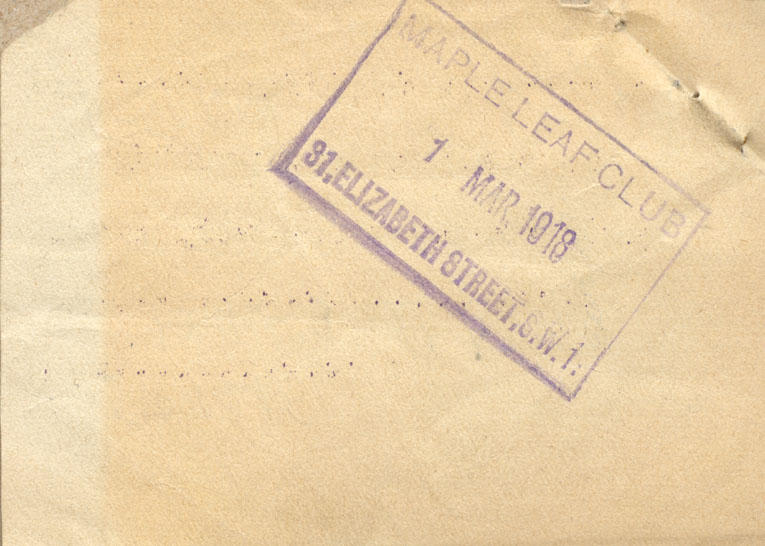 MAPLE LEAF CLUB
1 MAR. 1918
31, ELIZABETH STREET, S.W.1.